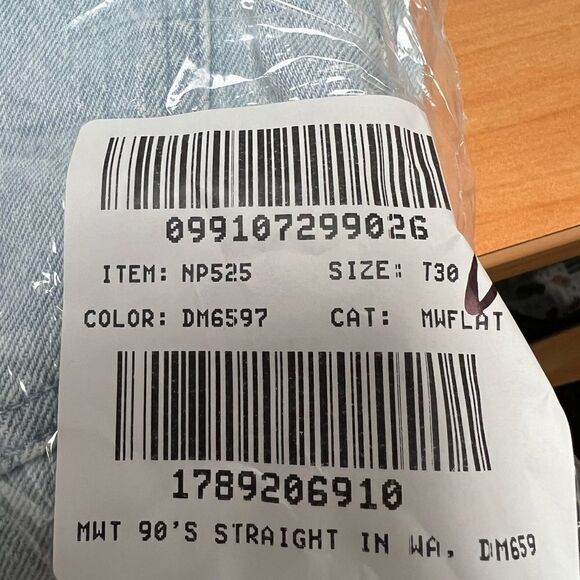 099107299026
ITEM: NP525 SIZE: T30
COLOR: DM6597 CAT: MWFLAT
1789206910
MWT 90'S STRAIGHT IN WA, DM659